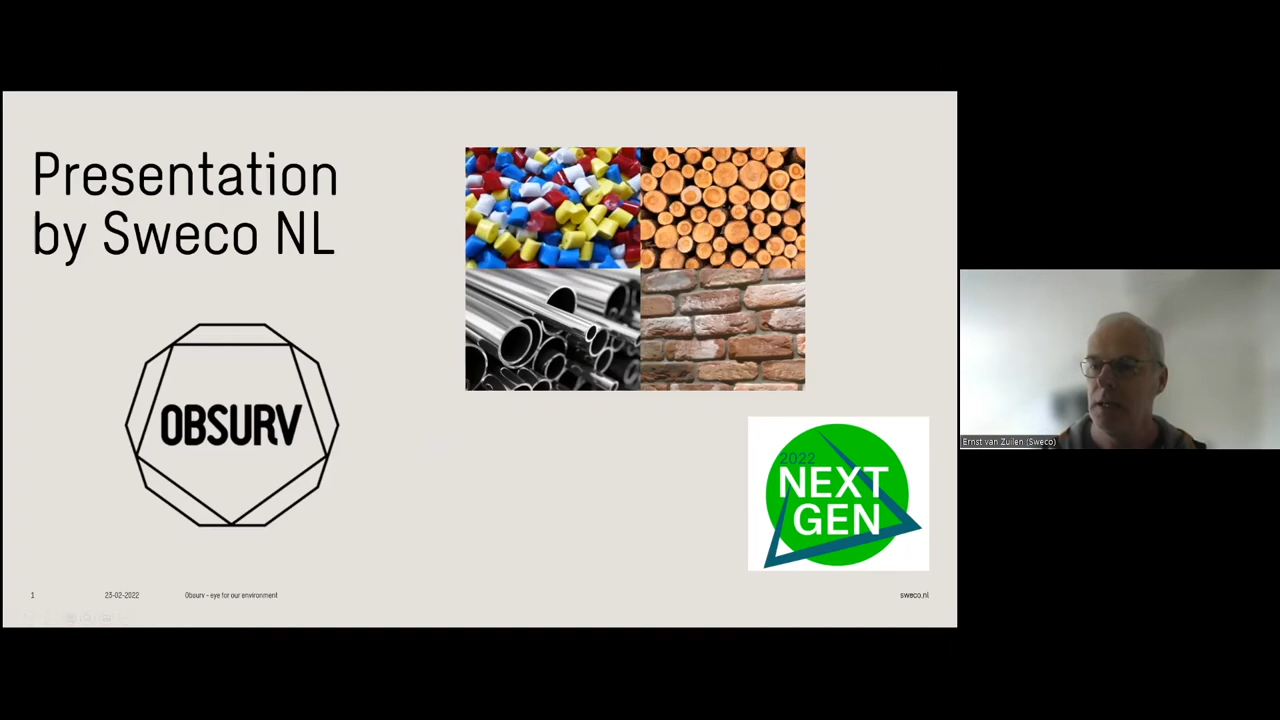 Presentation
by Sweco NL
OBSURV
2022
NEXT
GEN
1
23-02-2022
Obsurv - eye for our environment
sweco.nl
Ernst van Zuilen (Sweco)